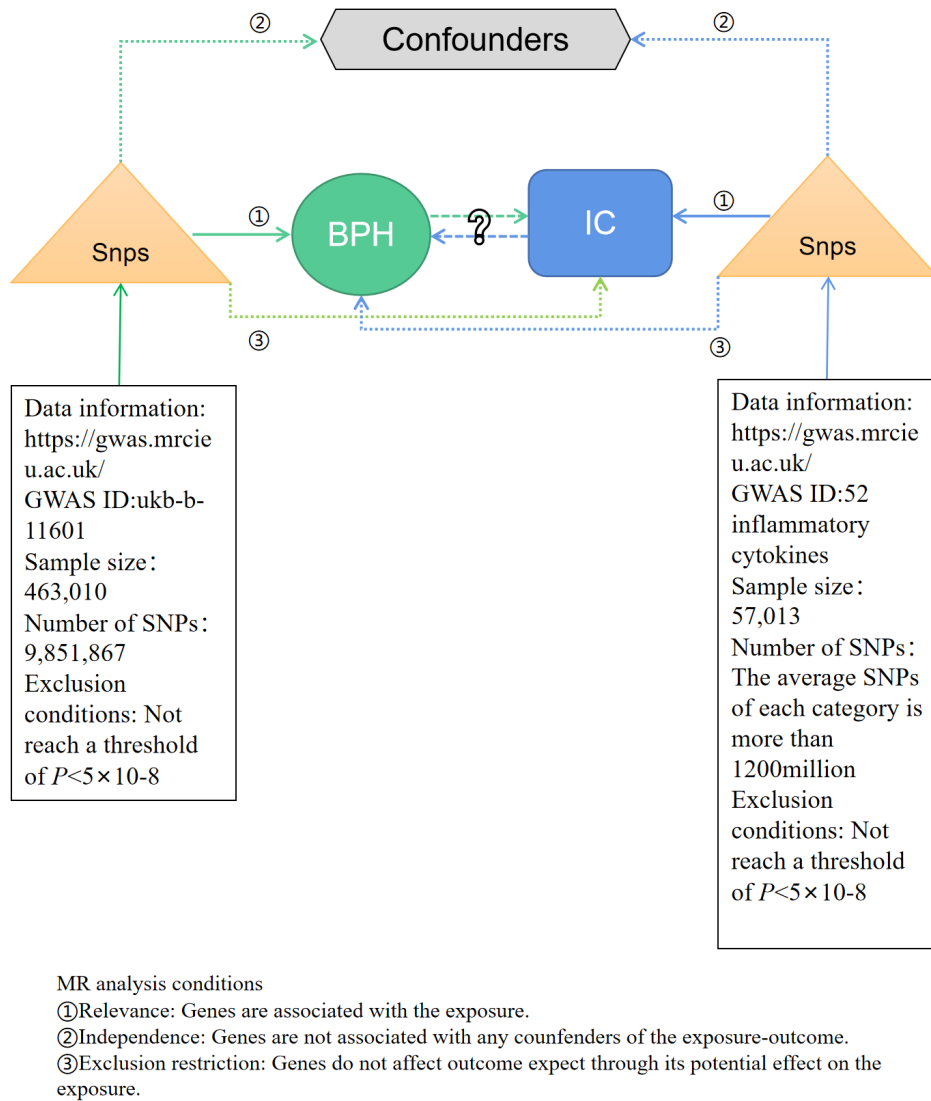 ②
②
Confounders
①
①
BPH
?
IC
Snps
Snps
③
③
Data information:
https://gwas.mrcie
u.ac.uk/
GWAS ID:ukb-b-
11601
Sample size：
463,010
Number of SNPs：
9,851,867
Exclusion
conditions: Not
reach a threshold
of P<5×10-8
Data information:
https://gwas.mrcie
u.ac.uk/
GWAS ID:52
inflammatory
cytokines
Sample size：
57,013
Number of SNPs：
The average SNPs
of each category is
more than
1200million
Exclusion
conditions: Not
reach a threshold
of P<5×10-8
MR analysis conditions
①Relevance: Genes are associated with the exposure.
②Independence: Genes are not associated with any counfenders of the exposure-outcome.
③Exclusion restriction: Genes do not affect outcome expect through its potential effect on the
exposure.